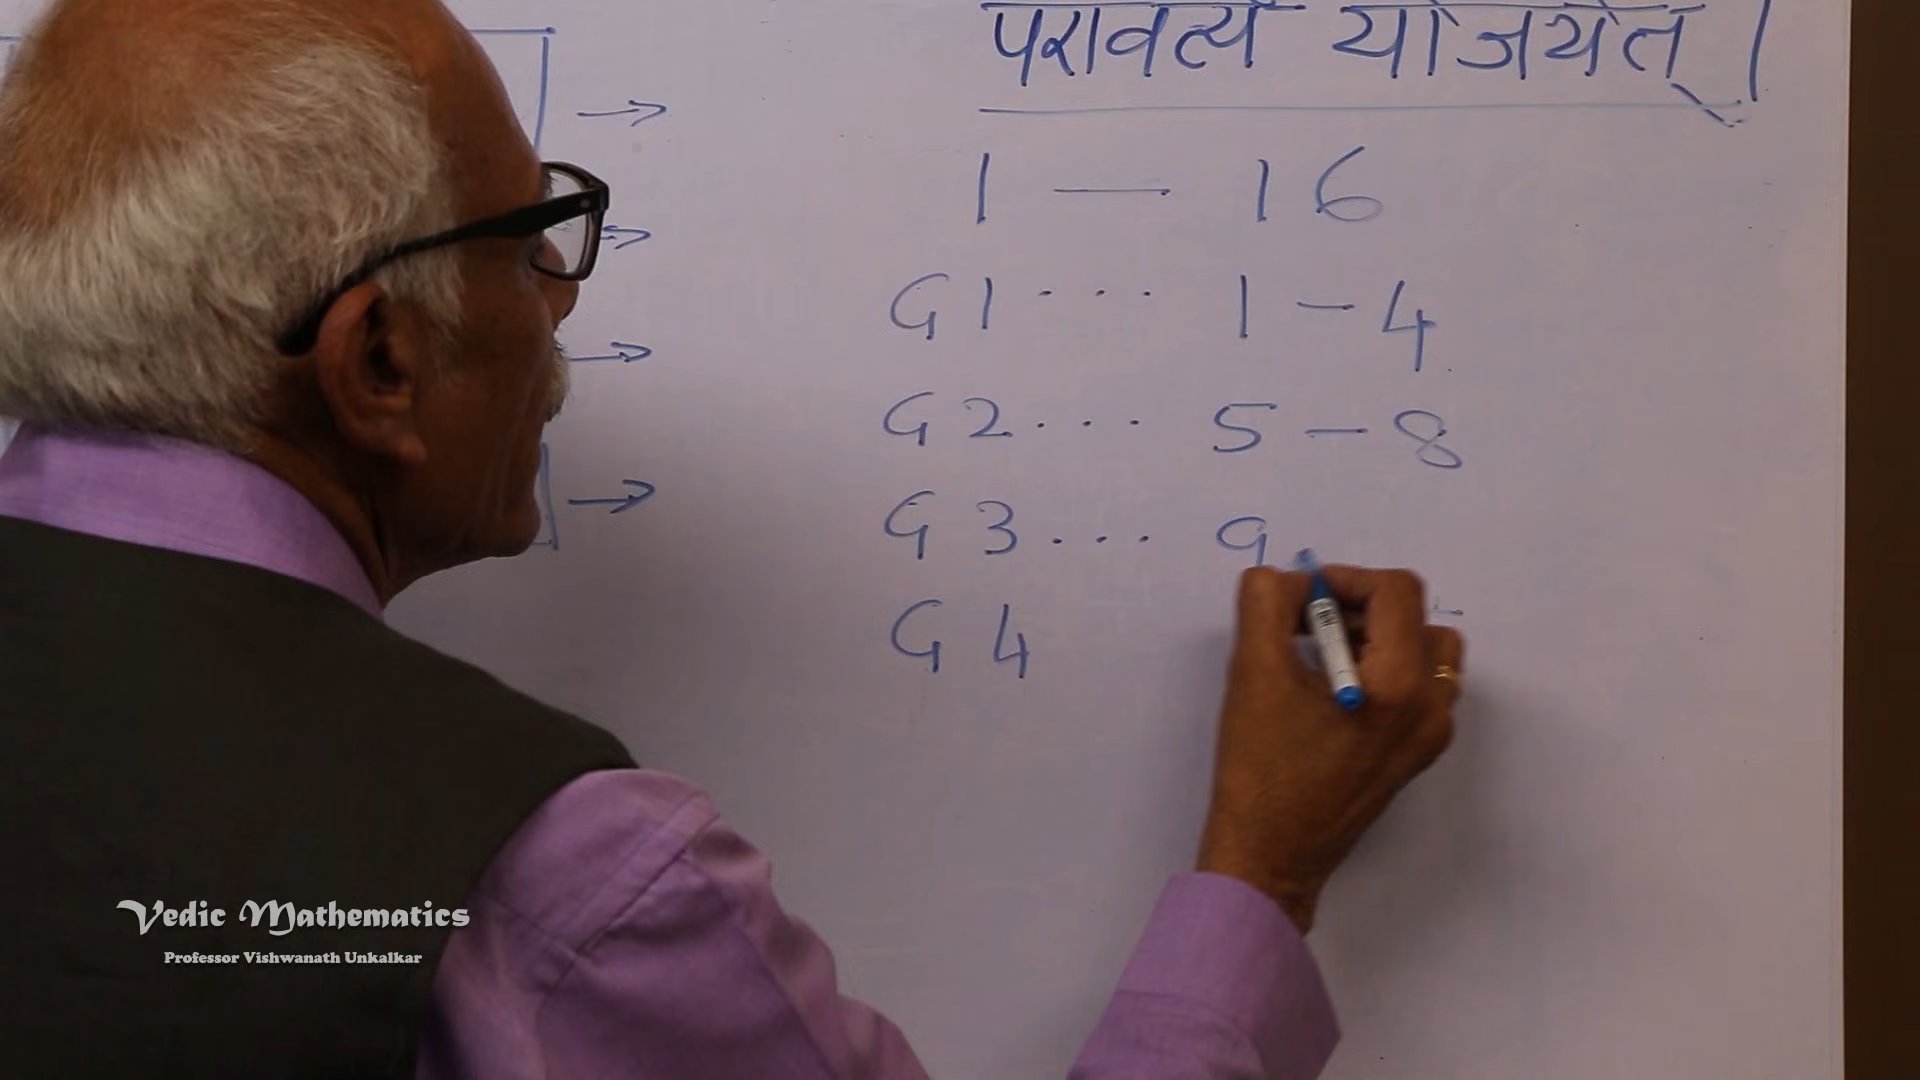 परावर्त्य योजयेत् |
1 — 16
G1 ... 1 - 4
G2 ... 5 - 8
G3 ... 9
G4
Vedic Mathematics
Professor Vishwanath Unkalkar